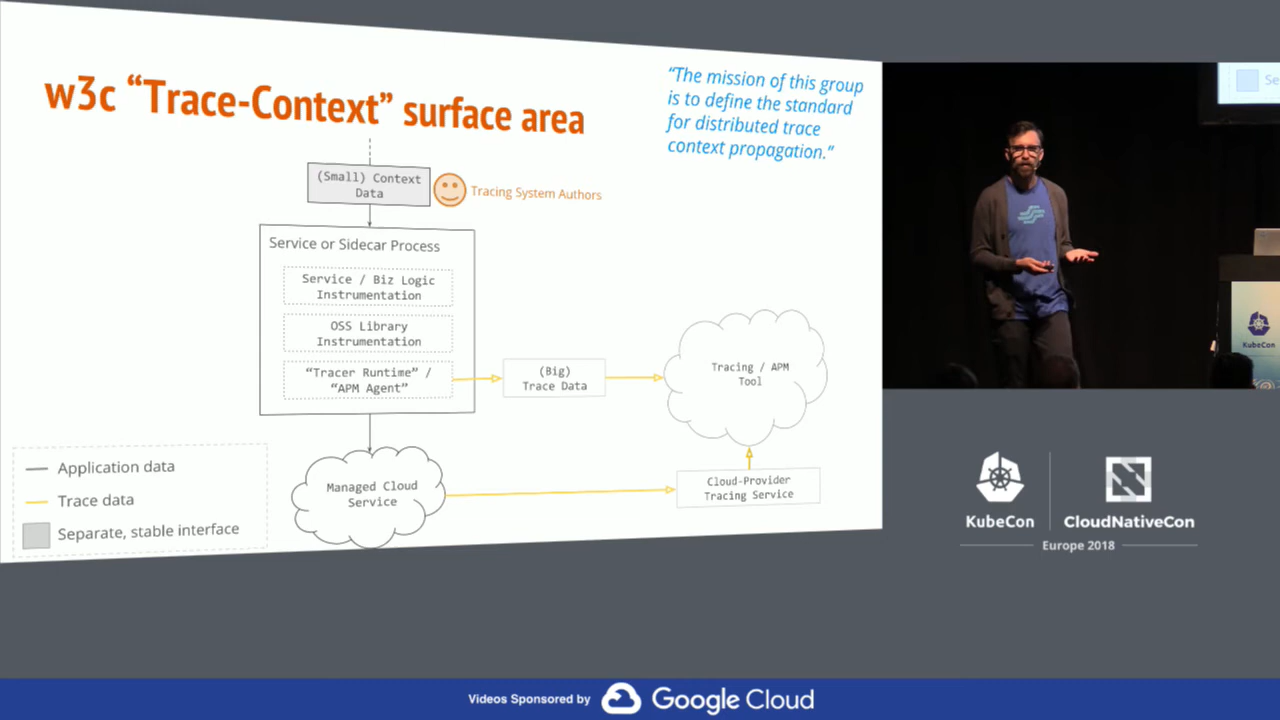 w3c “Trace-Context” surface area
“The mission of this group
is to define the standard
for distributed trace
context propagation.”
(Small) Context
Data
Tracing System Authors
Service or Sidecar Process
Service / Biz Logic
Instrumentation
OSS Library
Instrumentation
“Tracer Runtime” /
“APM Agent”
(Big)
Trace Data
Tracing / APM
Tool
Managed Cloud
Service
Cloud-Provider
Tracing Service
Application data
Trace data
Separate, stable interface
Se
KubeCon
KubeCon
CloudNativeCon
Europe 2018
Videos Sponsored by
Google Cloud